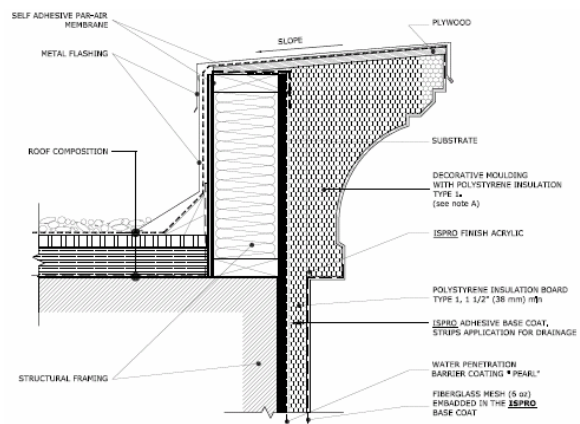 SELF ADHESIVE PAR-AIR
MEMBRANE
METAL FLASHING
ROOF COMPOSITION
STRUCTURAL FRAMING
SLOPE
PLYWOOD
SUBSTRATE
DECORATIVE MOULDING
WITH POLYSTYRENE INSULATION
TYPE 1.
(see note A)
ISPRO FINISH ACRYLIC
POLYSTYRENE INSULATION BOARD
TYPE 1, 1 1/2" (38 mm) min
ISPRO ADHESIVE BASE COAT,
STRIPS APPLICATION FOR DRAINAGE
WATER PENETRATION
BARRIER COATING " PEARL"
FIBERGLASS MESH (6 oz)
EMBADDED IN THE ISPRO
BASE COAT